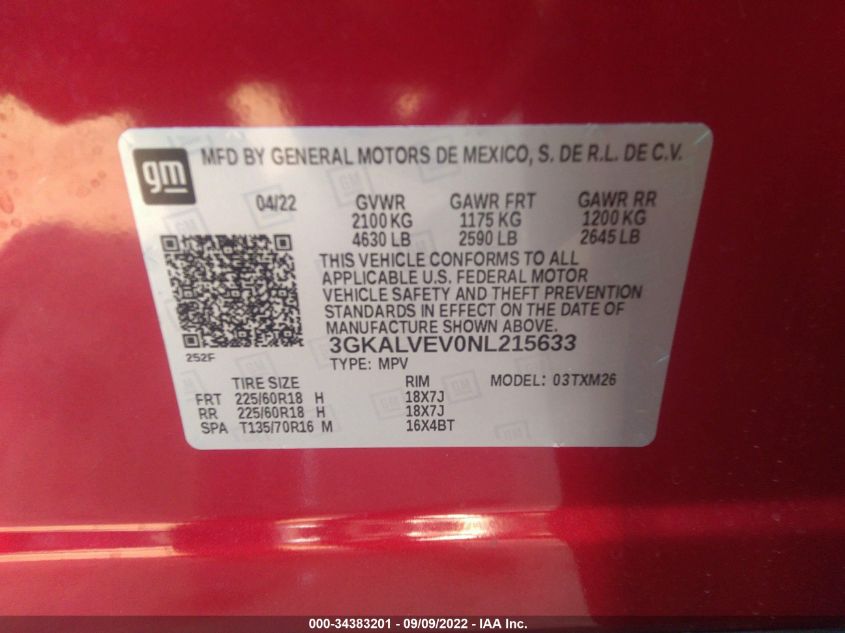 gm MFD BY GENERAL MOTORS DE MEXICO, S. DE R.L. DE C.V.
04/22 GVWR GAWR FRT GAWR RR
2100 KG 1175 KG 1200 KG
4630 LB 2590 LB 2645 LB
THIS VEHICLE CONFORMS TO ALL
APPLICABLE U.S. FEDERAL MOTOR
VEHICLE SAFETY AND THEFT PREVENTION
STANDARDS IN EFFECT ON THE DATE OF
MANUFACTURE SHOWN ABOVE.
252F
3GKALVEV0NL215633
TYPE: MPV
TIRE SIZE RIM MODEL: 03TXM26
FRT 225/60R18 H 18X7J
RR 225/60R18 H 18X7J
SPA T135/70R16 M 16X4BT
000-34383201 - 09/09/2022 - IAA Inc.